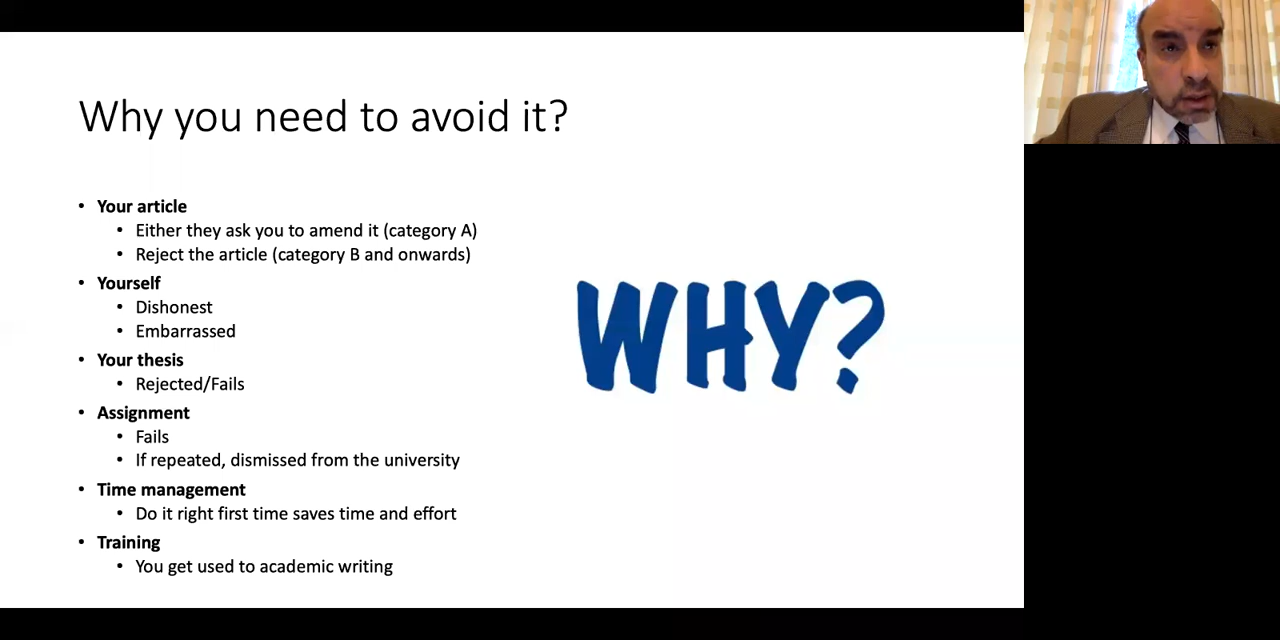 Why you need to avoid it?
• Your article
• Either they ask you to amend it (category A)
• Reject the article (category B and onwards)
• Yourself
• Dishonest
• Embarrassed
• Your thesis
• Rejected/Fails
• Assignment
• Fails
• If repeated, dismissed from the university
• Time management
• Do it right first time saves time and effort
• Training
• You get used to academic writing
WHY?